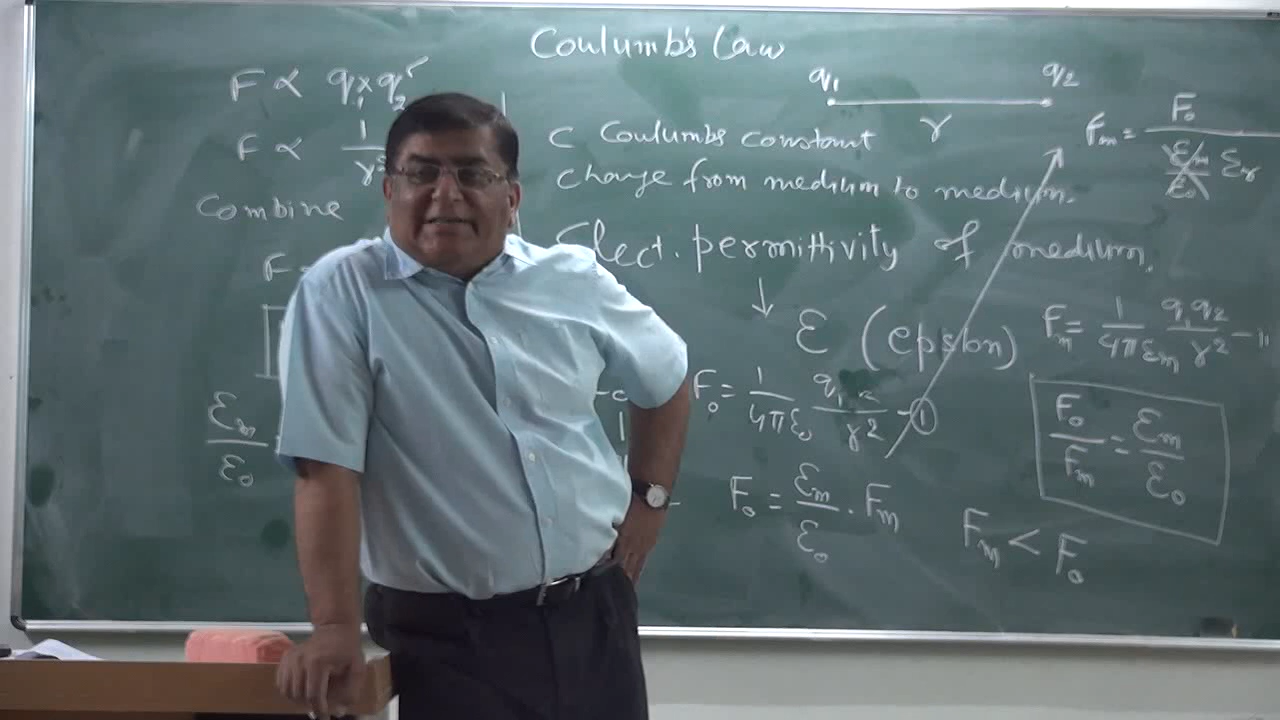 Coulumb's Law
F ∝ q₁ × q₂
F ∝ 1/r²
Combine
F =
εm/ε₀
q₁ q₂
r
C Coulumbs constant
change from medium to medium.
Elect. permittivity of medium.
↓
ε (epsilon)
F₀ = 1/4πε₀ q₁ /r² - ①
F₀ = εm/ε₀ . Fm
Fm = F₀/
εm/ε₀ εr
Fm = 1/4πεm q₁q₂/r² - 11
F₀/Fm = εm/ε₀
Fm < F₀